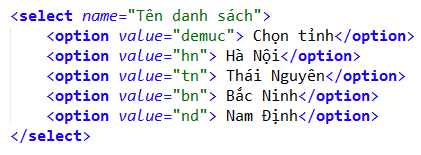 <select name="Tên danh sách">
<option value="demuc"> Chọn tỉnh</option>
<option value="hn"> Hà Nội</option>
<option value="tn"> Thái Nguyên</option>
<option value="bn"> Bắc Ninh</option>
<option value="nd"> Nam Định</option>
</select>